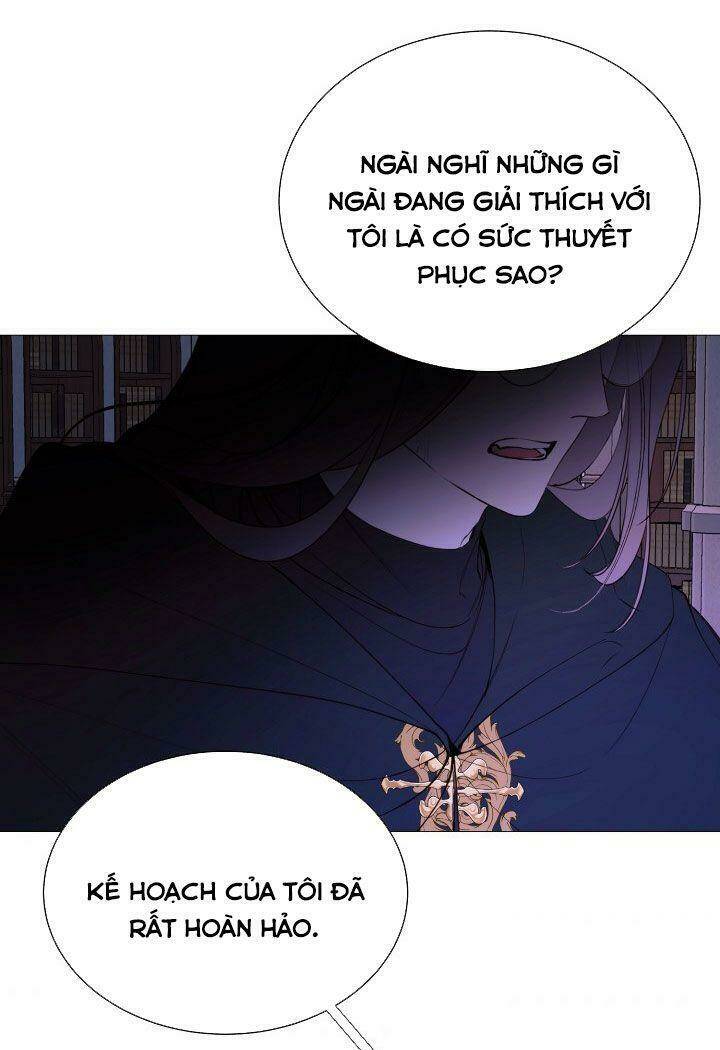 NGÀI NGHĨ NHỮNG GÌ
NGÀI ĐANG GIẢI THÍCH VỚI
TÔI LÀ CÓ SỨC THUYẾT
PHỤC SAO?
KẾ HOẠCH CỦA TÔI ĐÃ
RẤT HOÀN HẢO.